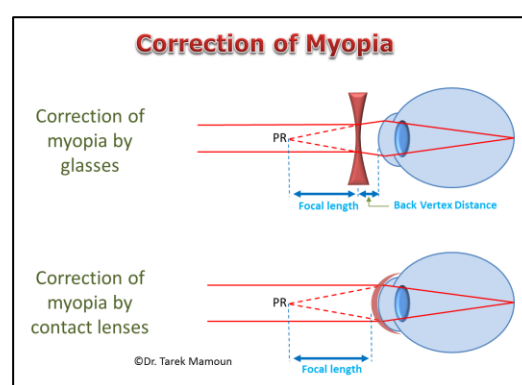 Correction of Myopia
Correction of
myopia by
glasses
PR
Focal length
Back Vertex Distance
Correction of
myopia by
contact lenses
PR
©Dr. Tarek Mamoun
Focal length